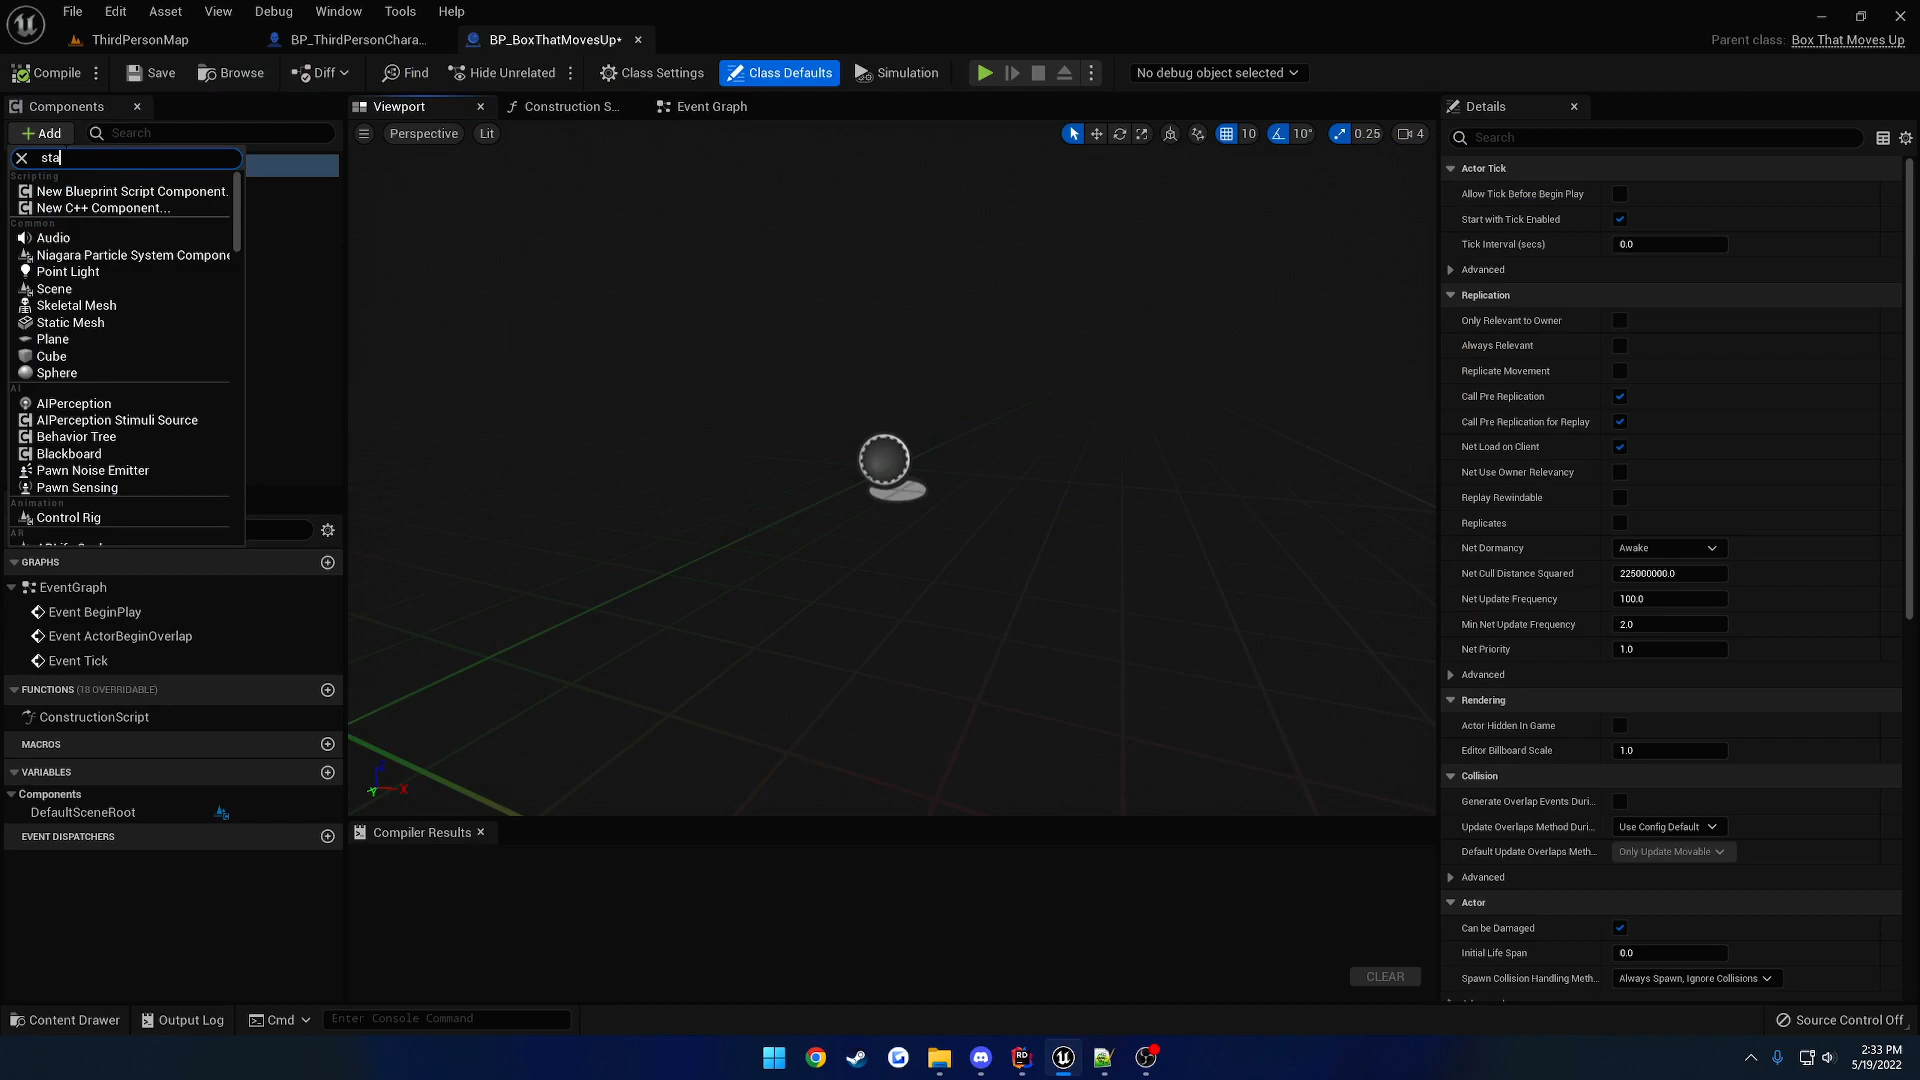 File Edit Asset View Debug Window Tools Help
ThirdPersonMap BP_ThirdPersonChara... BP_BoxThatMovesUp*
Parent class: Box That Moves Up
Compile Save Browse Diff Find Hide Unrelated Class Settings Class Defaults Simulation No debug object selected
Components
Viewport Construction S... Event Graph
Details
Add Search
Perspective Lit
10 10° 0.25 4
Search
sta
Scripting
New Blueprint Script Component.
New C++ Component...
Common
Audio
Niagara Particle System Compone
Point Light
Scene
Skeletal Mesh
Static Mesh
Plane
Cube
Sphere
AI
AIPerception
AIPerception Stimuli Source
Behavior Tree
Blackboard
Pawn Noise Emitter
Pawn Sensing
Animation
Control Rig
AR
GRAPHS
EventGraph
Event BeginPlay
Event ActorBeginOverlap
Event Tick
FUNCTIONS (18 OVERRIDABLE)
ConstructionScript
MACROS
VARIABLES
Components
DefaultSceneRoot
EVENT DISPATCHERS
Z
X
Y
Compiler Results
CLEAR
Actor Tick
Allow Tick Before Begin Play
Start with Tick Enabled
Tick Interval (secs) 0.0
Advanced
Replication
Only Relevant to Owner
Always Relevant
Replicate Movement
Call Pre Replication
Call Pre Replication for Replay
Net Load on Client
Net Use Owner Relevancy
Replay Rewindable
Replicates
Net Dormancy Awake
Net Cull Distance Squared 225000000.0
Net Update Frequency 100.0
Min Net Update Frequency 2.0
Net Priority 1.0
Advanced
Rendering
Actor Hidden In Game
Editor Billboard Scale 1.0
Collision
Generate Overlap Events Duri...
Update Overlaps Method Duri... Use Config Default
Default Update Overlaps Meth... Only Update Movable
Advanced
Actor
Can be Damaged
Initial Life Span 0.0
Spawn Collision Handling Meth... Always Spawn, Ignore Collisions
Content Drawer Output Log Cmd Enter Console Command
Source Control Off
2:33 PM
5/19/2022